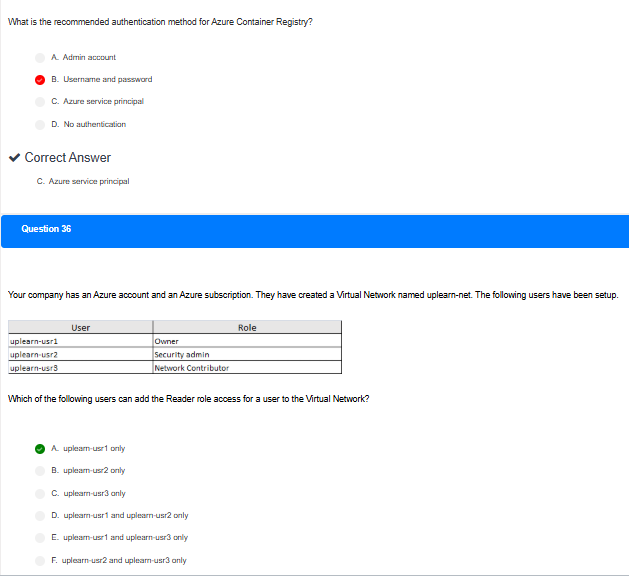 What is the recommended authentication method for Azure Container Registry?
A. Admin account
B. Username and password
C. Azure service principal
D. No authentication
Correct Answer
C. Azure service principal
Question 36
Your company has an Azure account and an Azure subscription. They have created a Virtual Network named uplearn-net. The following users have been setup.
User Role
uplearn-usr1 Owner
uplearn-usr2 Security admin
uplearn-usr3 Network Contributor
Which of the following users can add the Reader role access for a user to the Virtual Network?
A. uplearn-usr1 only
B. uplearn-usr2 only
C. uplearn-usr3 only
D. uplearn-usr1 and uplearn-usr2 only
E. uplearn-usr1 and uplearn-usr3 only
F. uplearn-usr2 and uplearn-usr3 only